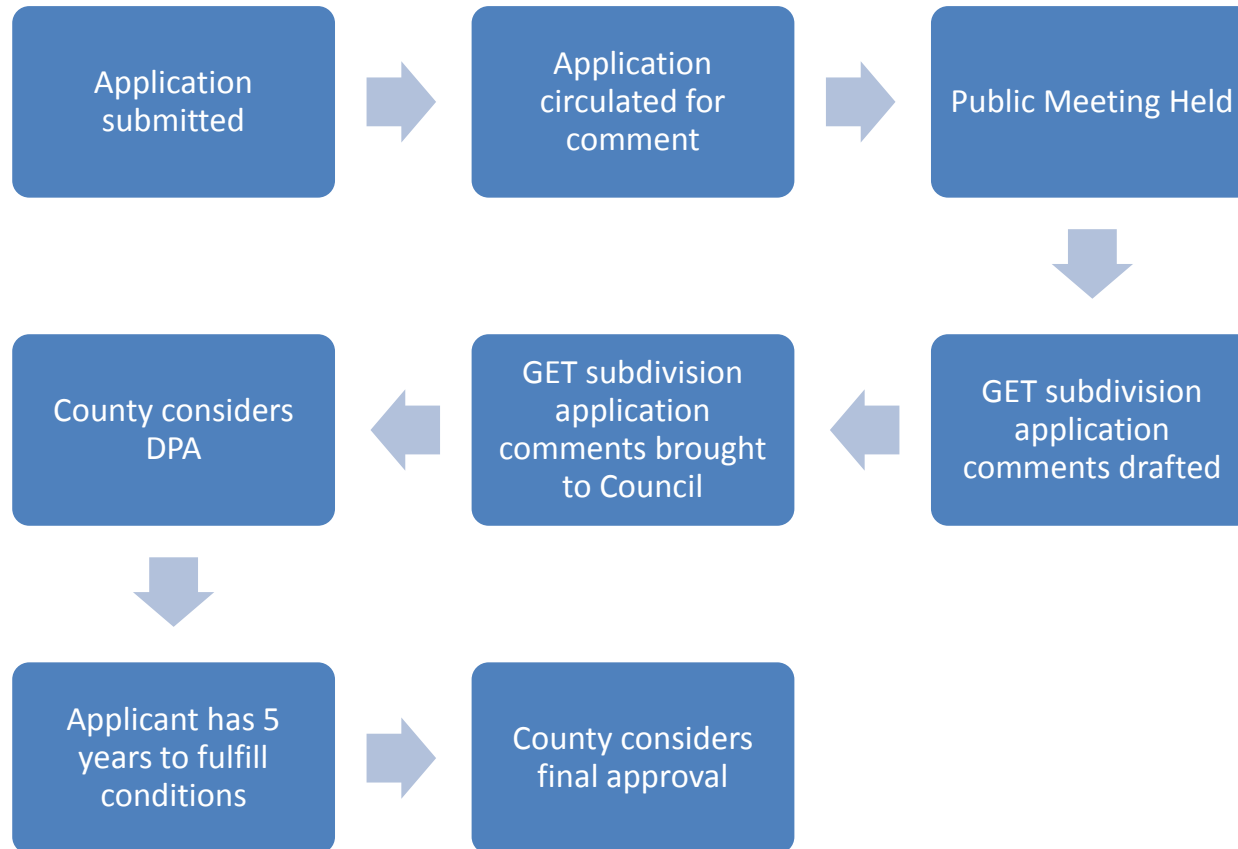 Application
submitted
Application
circulated for
comment
Public Meeting Held
GET subdivision
application
comments drafted
GET subdivision
application
comments brought
to Council
County considers
DPA
Applicant has 5
years to fulfill
conditions
County considers
final approval